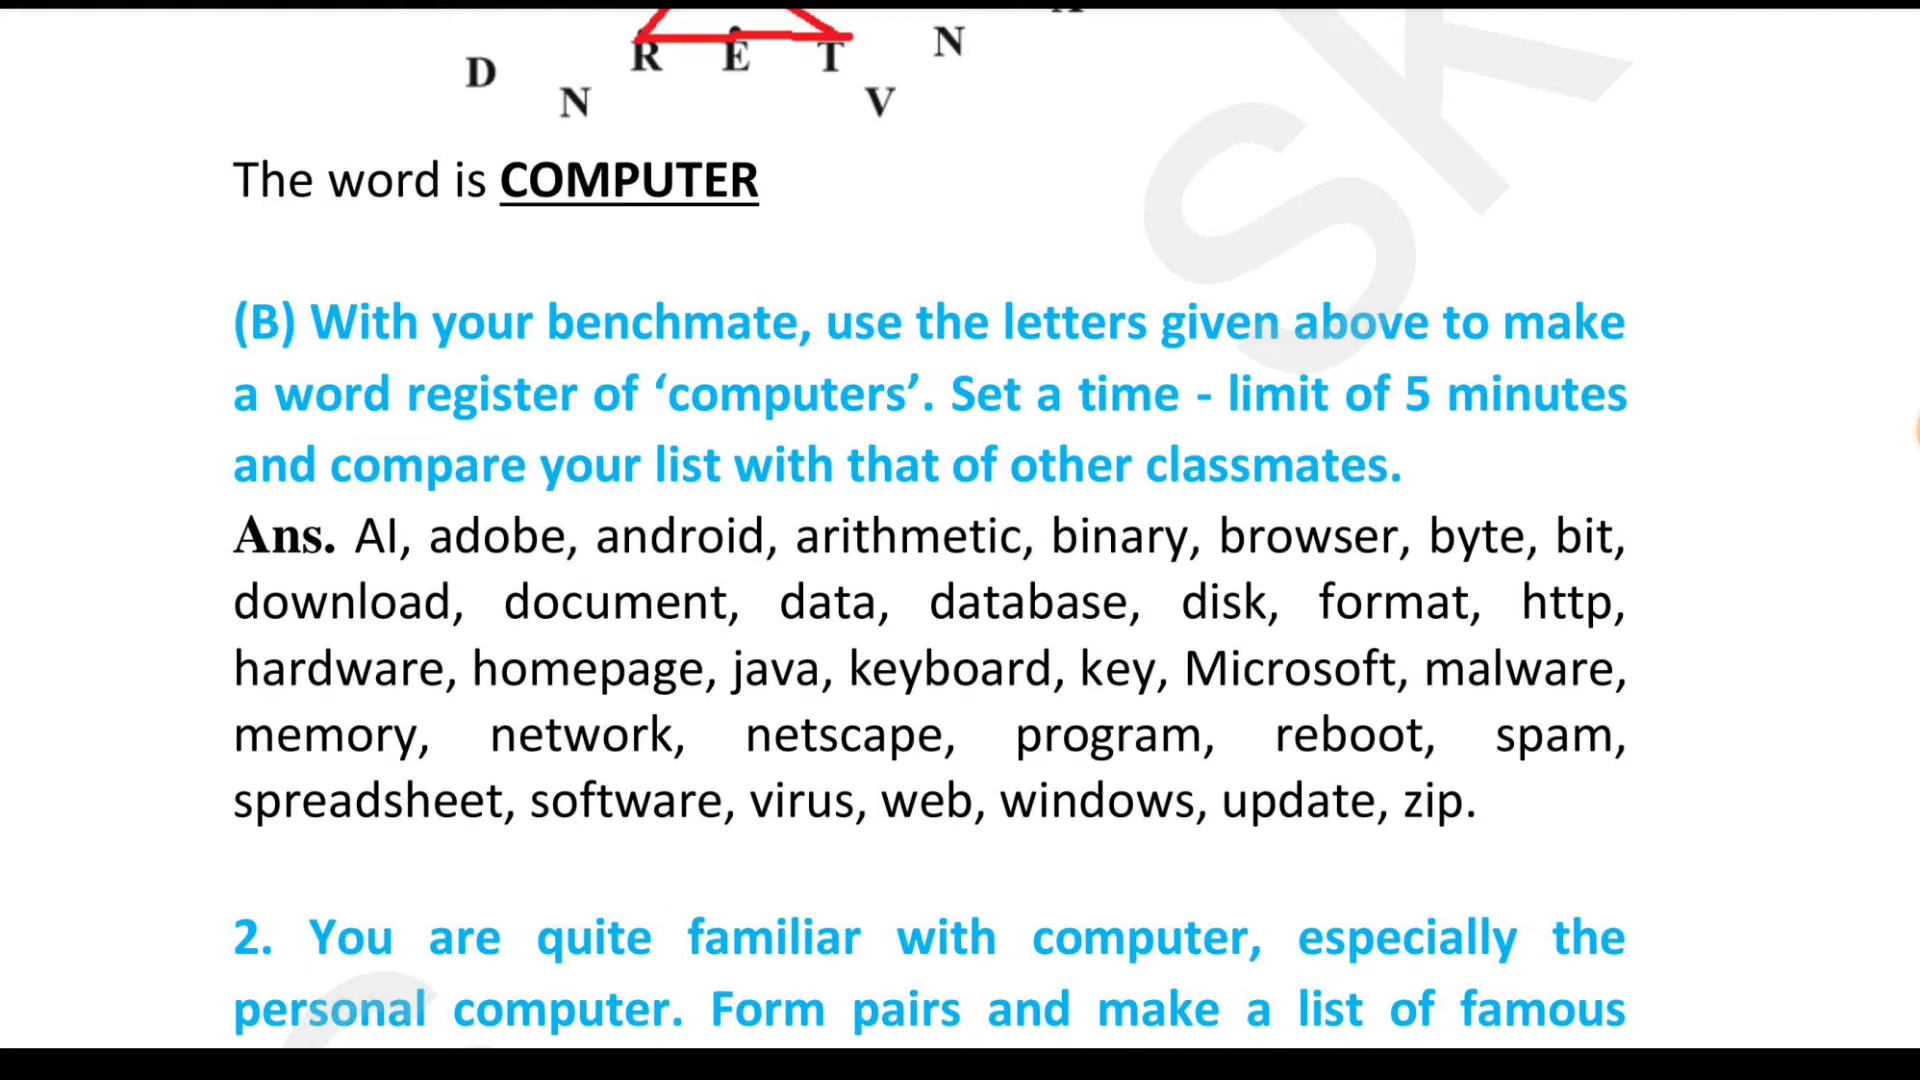 D N R E T V N
The word is COMPUTER
(B) With your benchmate, use the letters given above to make
a word register of ‘computers’. Set a time - limit of 5 minutes
and compare your list with that of other classmates.
Ans. AI, adobe, android, arithmetic, binary, browser, byte, bit,
download, document, data, database, disk, format, http,
hardware, homepage, java, keyboard, key, Microsoft, malware,
memory, network, netscape, program, reboot, spam,
spreadsheet, software, virus, web, windows, update, zip.
2. You are quite familiar with computer, especially the
personal computer. Form pairs and make a list of famous